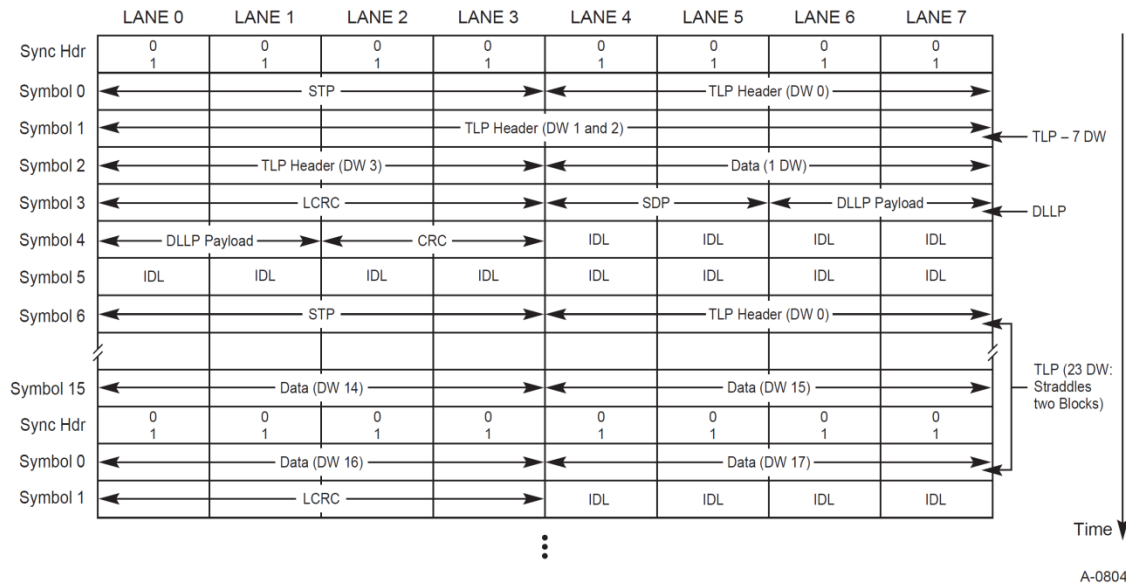 LANE 0 LANE 1 LANE 2 LANE 3 LANE 4 LANE 5 LANE 6 LANE 7
Sync Hdr 0 0 0 0 0 0 0 0
1 1 1 1 1 1 1 1
Symbol 0 STP TLP Header (DW 0)
Symbol 1 TLP Header (DW 1 and 2)
TLP – 7 DW
Symbol 2 TLP Header (DW 3) Data (1 DW)
Symbol 3 LCRC SDP DLLP Payload
DLLP
Symbol 4 DLLP Payload CRC IDL IDL IDL IDL
Symbol 5 IDL IDL IDL IDL IDL IDL IDL IDL
Symbol 6 STP TLP Header (DW 0)
TLP (23 DW:
Straddles
two Blocks)
Symbol 15 Data (DW 14) Data (DW 15)
Sync Hdr 0 0 0 0 0 0 0 0
1 1 1 1 1 1 1 1
Symbol 0 Data (DW 16) Data (DW 17)
Symbol 1 LCRC IDL IDL IDL IDL
Time
A-0804